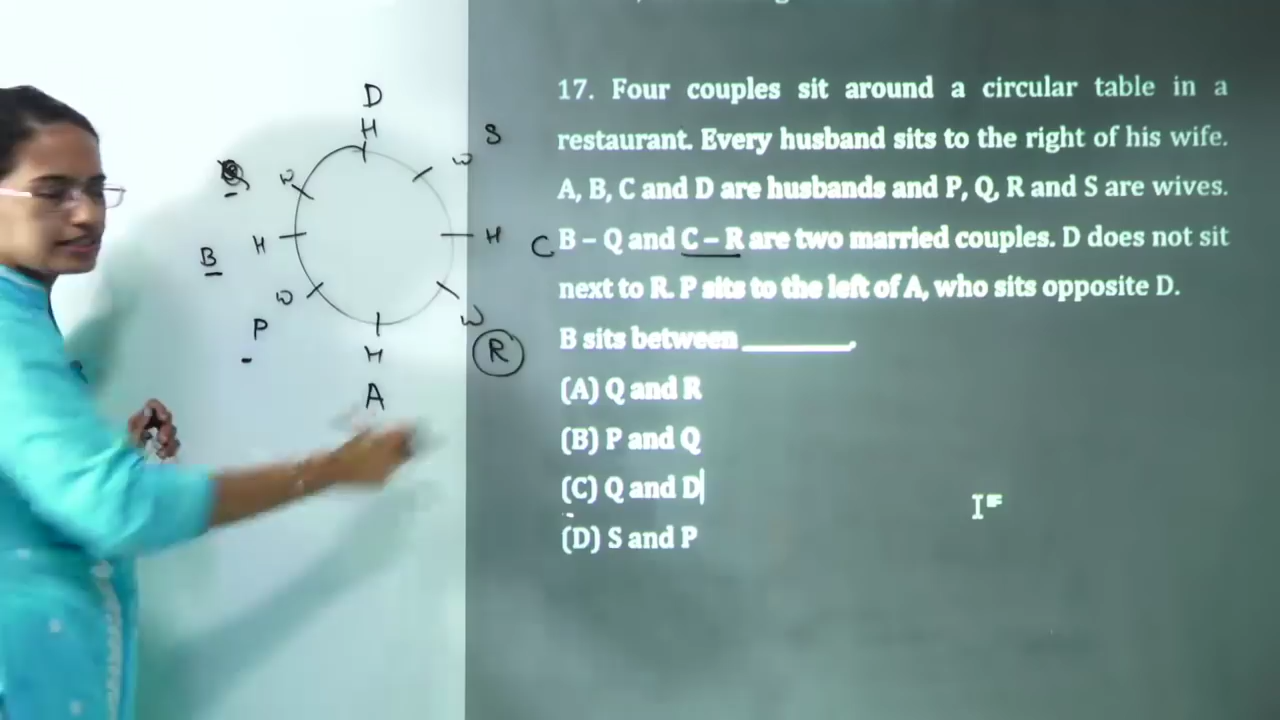 17. Four couples sit around a circular table in a
restaurant. Every husband sits to the right of his wife.
A, B, C and D are husbands and P, Q, R and S are wives.
B – Q and C – R are two married couples. D does not sit
next to R. P sits to the left of A, who sits opposite D.
B sits between ________.
(A) Q and R
(B) P and Q
(C) Q and D
(D) S and P
D
H
S
W
W
Q
H
H
C
B
W
W
P
R
H
A